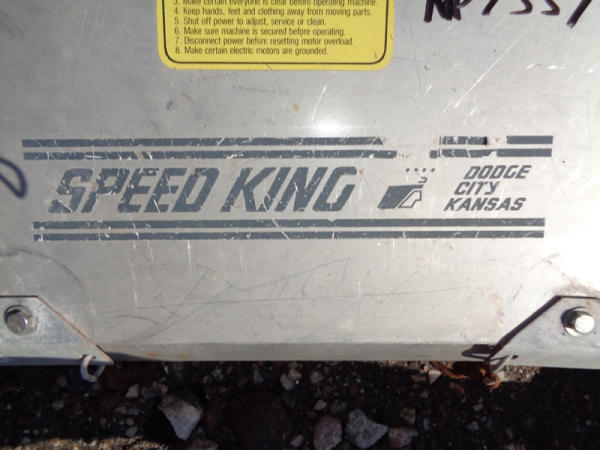 3. Make certain everyone is clear before operating machine.
4. Keep hands, feet and clothing away from moving parts.
5. Shut off power to adjust, service or clean.
6. Make sure machine is secured before operating.
7. Disconnect power before resetting motor overload.
8. Make certain electric motors are grounded.
SPEED KING
DODGE
CITY
KANSAS